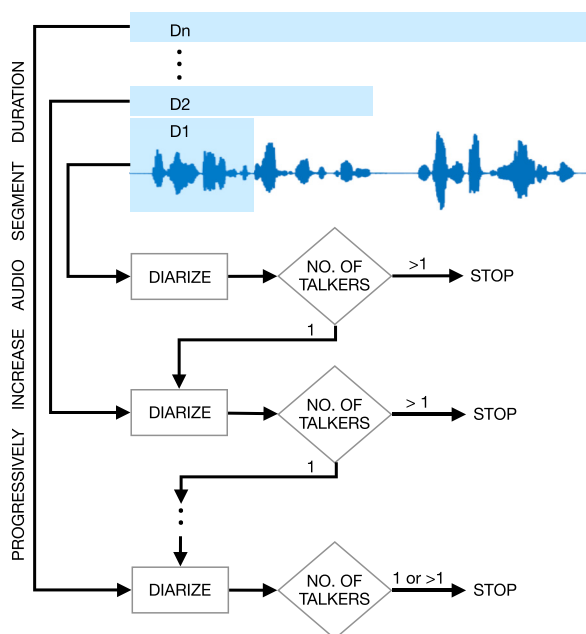 Dn
D2
D1
PROGRESSIVELY INCREASE AUDIO SEGMENT DURATION
DIARIZE
NO. OF
TALKERS
>1
STOP
1
DIARIZE
NO. OF
TALKERS
> 1
STOP
1
DIARIZE
NO. OF
TALKERS
1 or >1
STOP